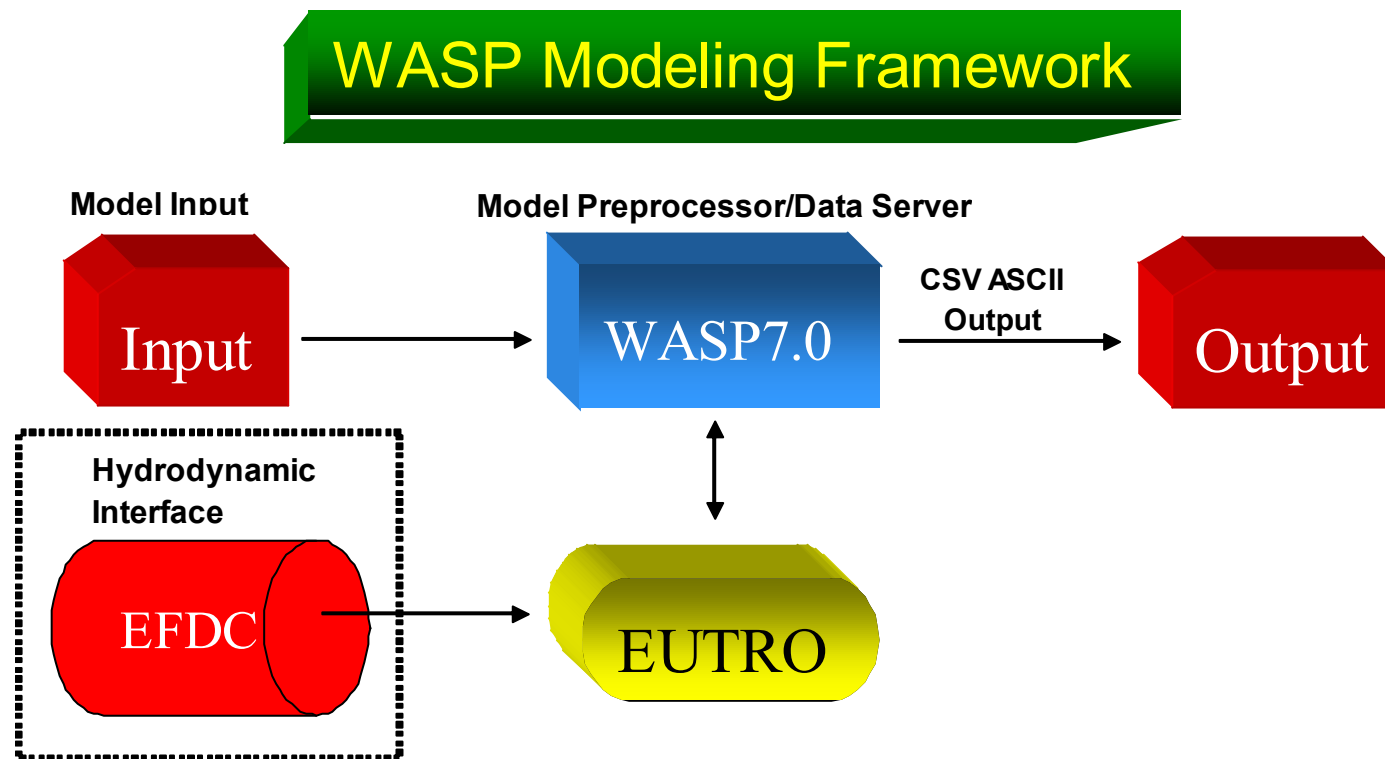 WASP Modeling Framework
Model Input
Model Preprocessor/Data Server
Input
WASP7.0
CSV ASCII
Output
Output
Hydrodynamic
Interface
EFDC
EUTRO